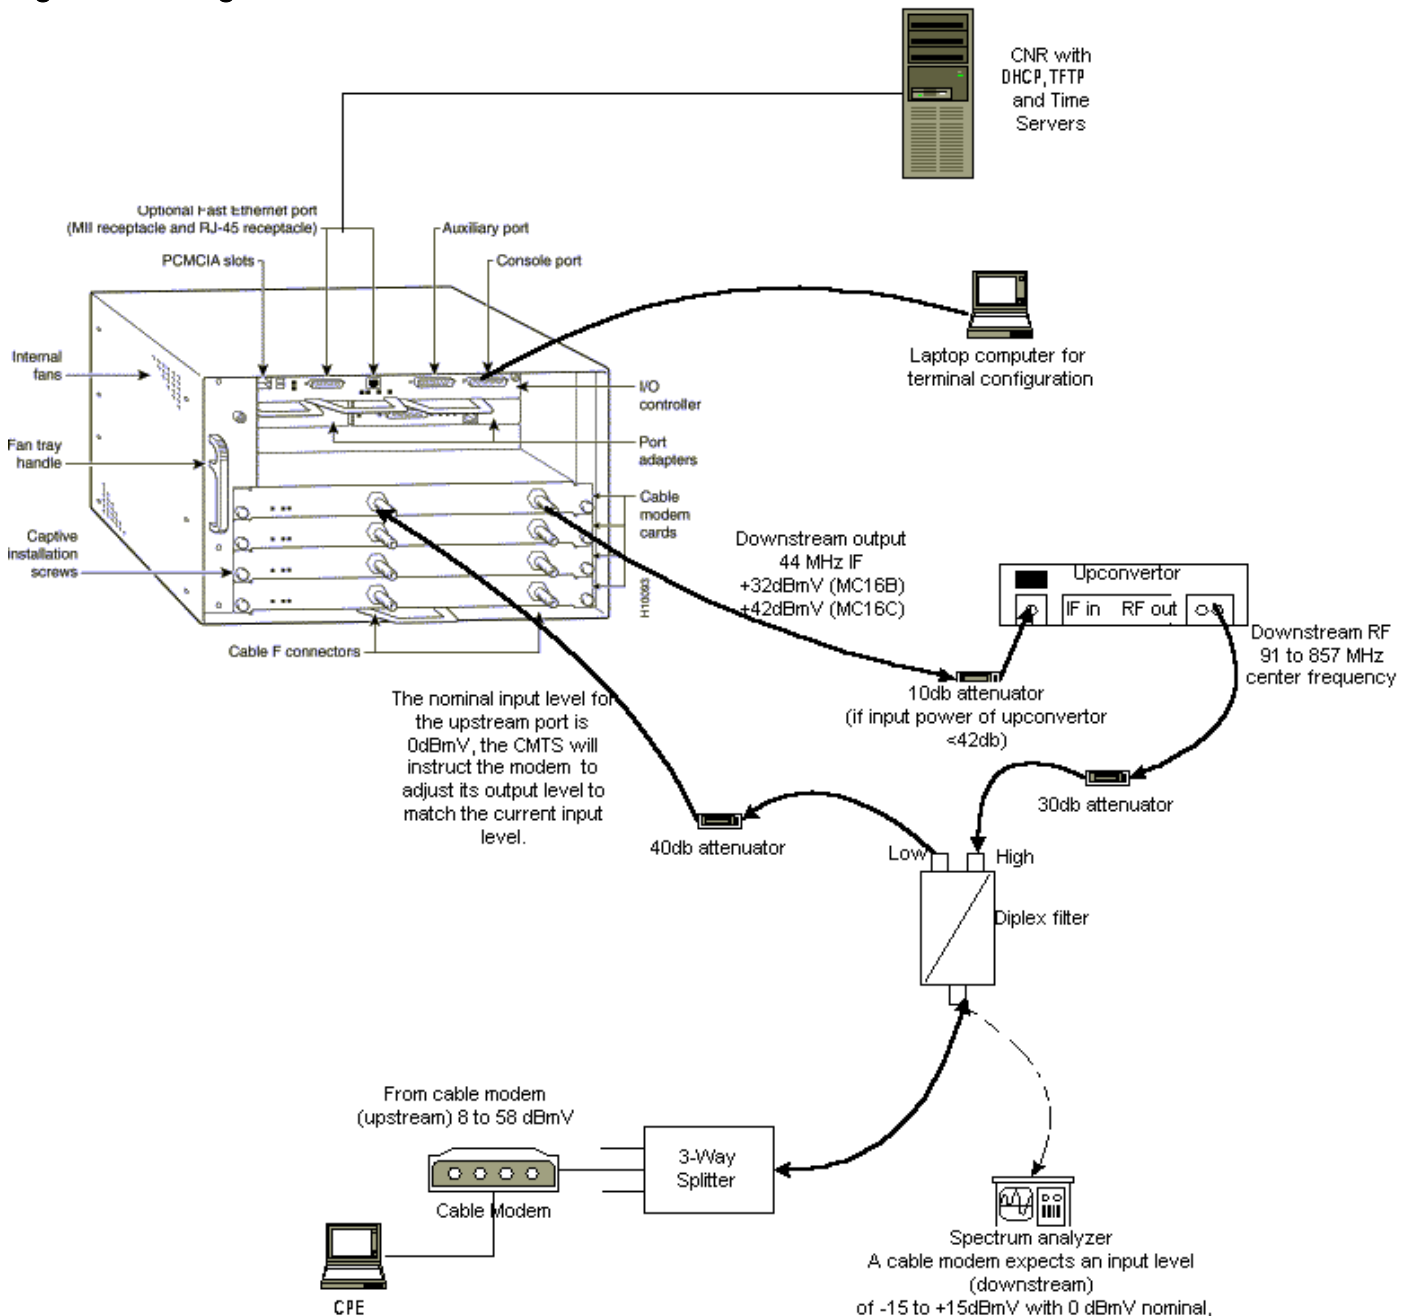 CNR with
DHCP, TFTP
and Time
Servers
Optional Fast Ethernet port
(MII receptacle and RJ-45 receptacle)
Auxiliary port
PCMCIA slots
Console port
Laptop computer for
terminal configuration
Internal
fans
I/O
controller
Fan tray
handle
Port
adapters
Cable
modem
cards
Captive
installation
screws
H10093
Cable F connectors
Downstream output
44 MHz IF
+32dBmV (MC16B)
+42dBmV (MC16C)
Upconvertor
IF in RF out
Downstream RF
91 to 857 MHz
center frequency
10db attenuator
(if input power of upconvertor
<42db)
The nominal input level for
the upstream port is
0dBmV, the CMTS will
instruct the modem to
adjust its output level to
match the current input
level.
30db attenuator
40db attenuator
Low
High
Diplex filter
From cable modem
(upstream) 8 to 58 dBmV
3-Way
Splitter
Cable Modem
CPE
Spectrum analyzer
A cable modem expects an input level
(downstream)
of -15 to +15dBmV with 0 dBmV nominal,